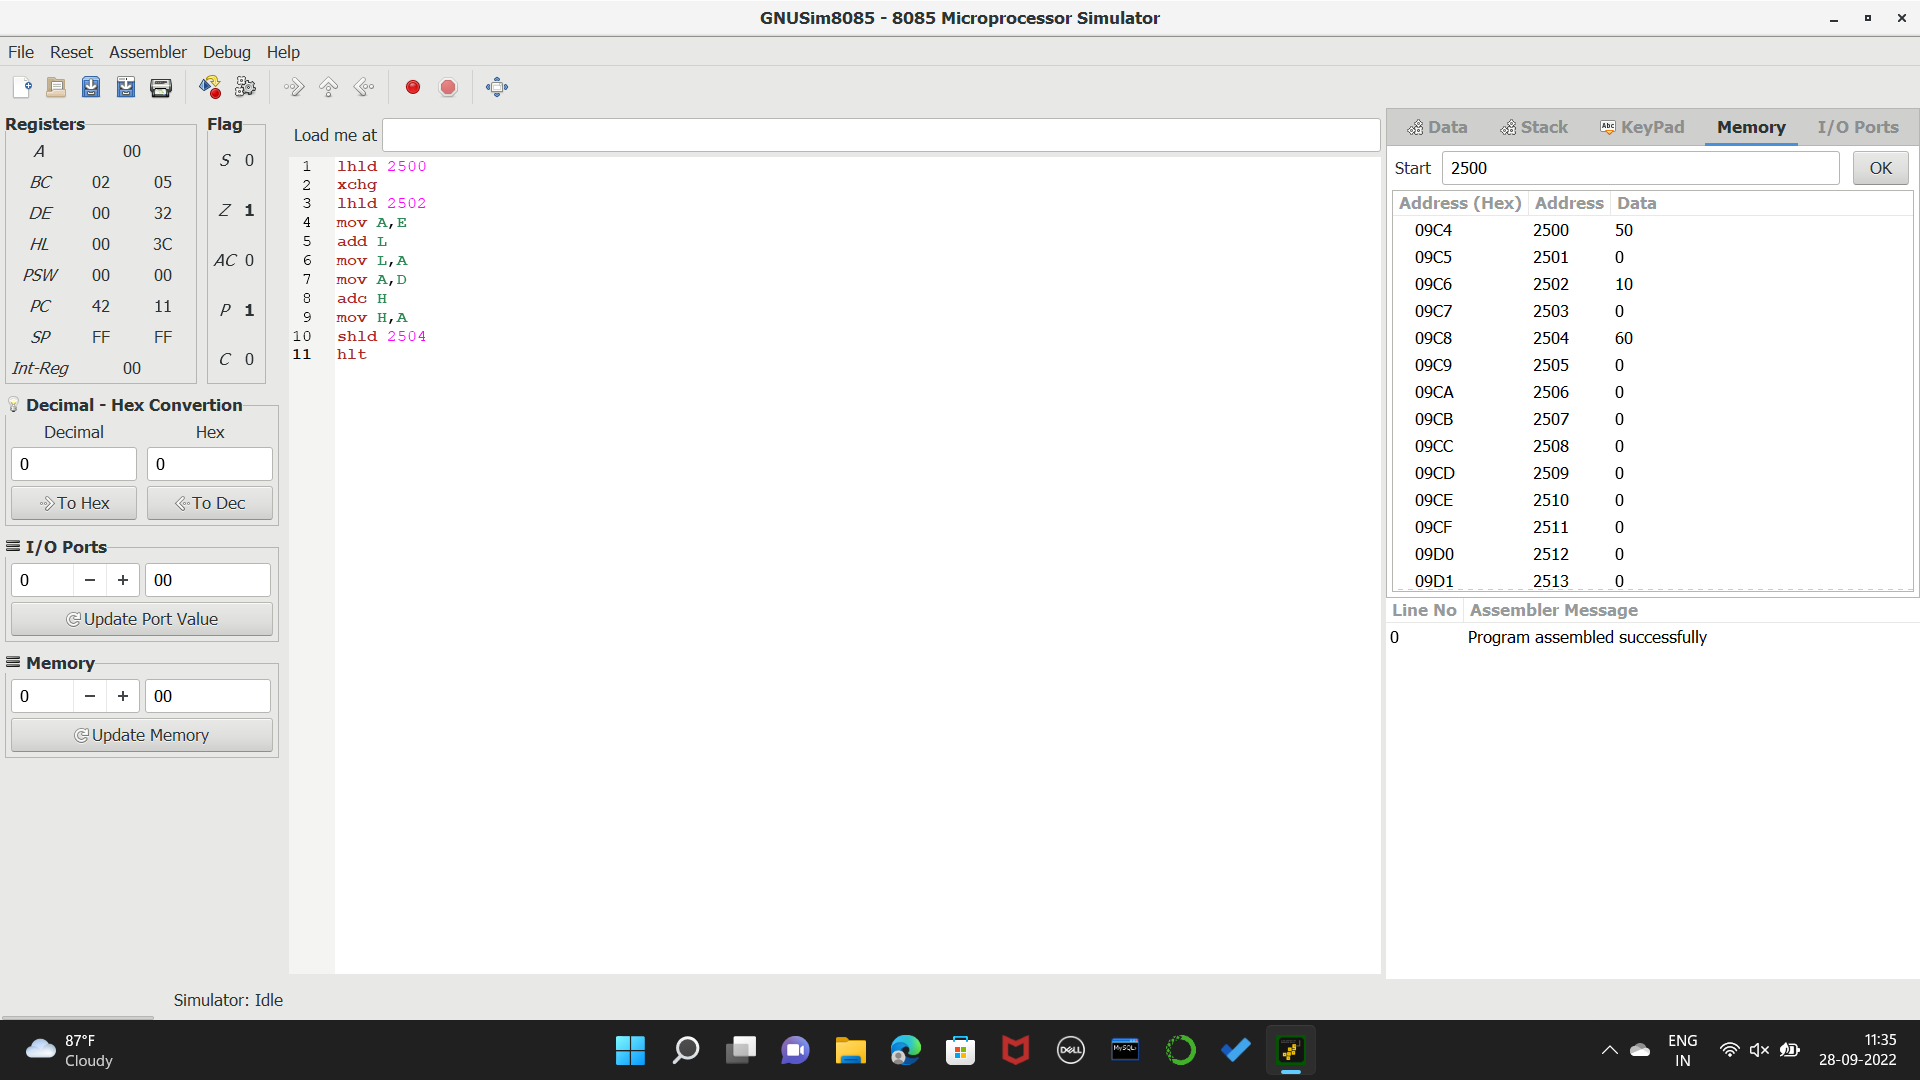 GNUSim8085 - 8085 Microprocessor Simulator
File Reset Assembler Debug Help
Registers
A 00
BC 02 05
DE 00 32
HL 00 3C
PSW 00 00
PC 42 11
SP FF FF
Int-Reg 00
Flag
S 0
Z 1
AC 0
P 1
C 0
Decimal - Hex Convertion
Decimal Hex
0 0
To Hex To Dec
I/O Ports
0 − + 00
Update Port Value
Memory
0 − + 00
Update Memory
Load me at
1 lhld 2500
2 xchg
3 lhld 2502
4 mov A,E
5 add L
6 mov L,A
7 mov A,D
8 adc H
9 mov H,A
10 shld 2504
11 hlt
Data Stack Abc KeyPad Memory I/O Ports
Start 2500 OK
Address (Hex) Address Data
09C4 2500 50
09C5 2501 0
09C6 2502 10
09C7 2503 0
09C8 2504 60
09C9 2505 0
09CA 2506 0
09CB 2507 0
09CC 2508 0
09CD 2509 0
09CE 2510 0
09CF 2511 0
09D0 2512 0
09D1 2513 0
Line No Assembler Message
0 Program assembled successfully
Simulator: Idle
87°F
Cloudy
DELL
MySQL
ENG
IN
11:35
28-09-2022